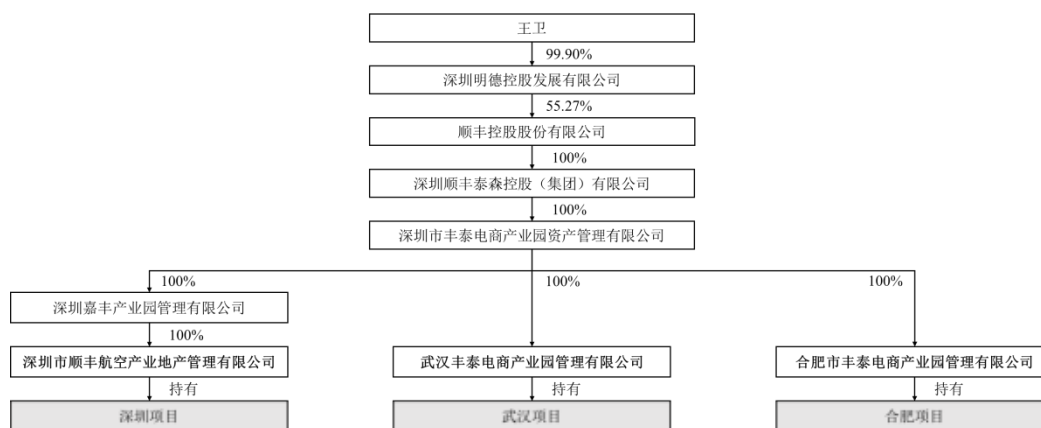 王卫
99.90%
深圳明德控股发展有限公司
55.27%
顺丰控股股份有限公司
100%
深圳顺丰泰森控股（集团）有限公司
100%
深圳市丰泰电商产业园资产管理有限公司
100%
100%
100%
深圳嘉丰产业园管理有限公司
100%
深圳市顺丰航空产业地产管理有限公司
武汉丰泰电商产业园管理有限公司
合肥市丰泰电商产业园管理有限公司
持有
持有
持有
深圳项目
武汉项目
合肥项目